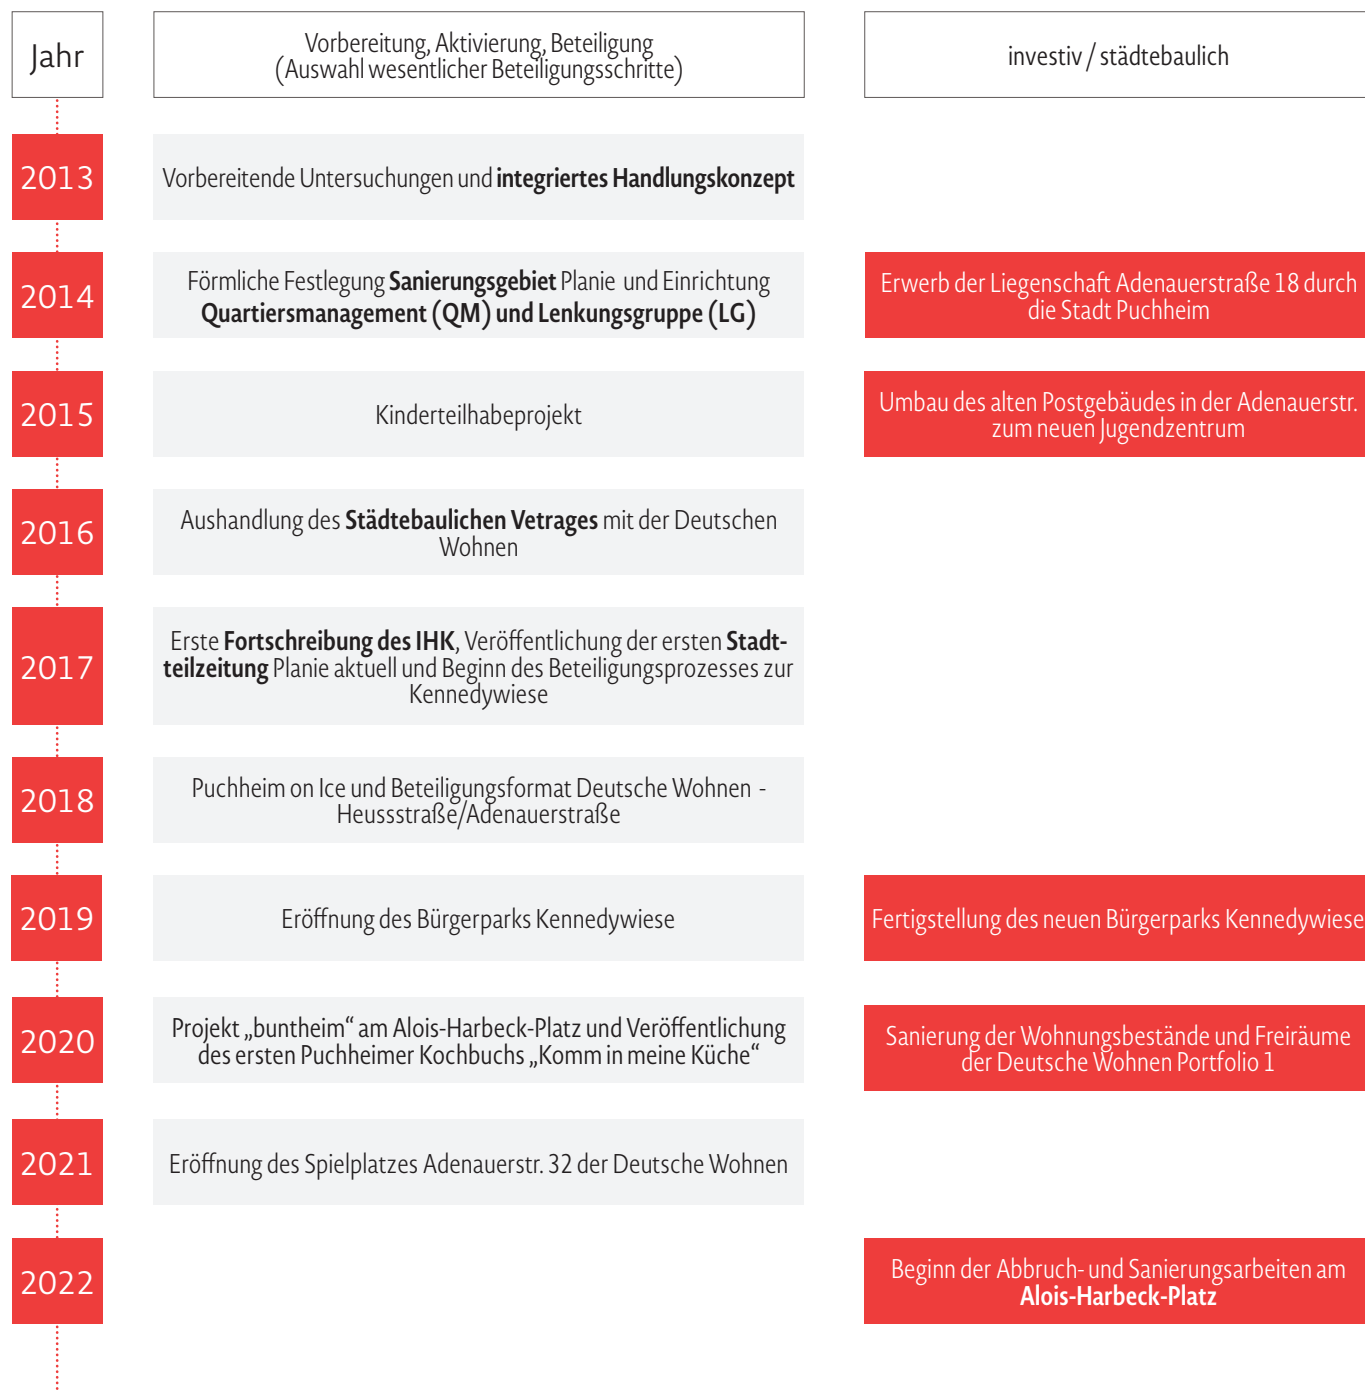 Jahr
Vorbereitung, Aktivierung, Beteiligung
(Auswahl wesentlicher Beteiligungsschritte)
investiv / städtebaulich
2013
Vorbereitende Untersuchungen und integriertes Handlungskonzept
2014
Förmliche Festlegung Sanierungsgebiet Planie und Einrichtung
Quartiersmanagement (QM) und Lenkungsgruppe (LG)
Erwerb der Liegenschaft Adenauerstraße 18 durch
die Stadt Puchheim
2015
Kinderteilhabeprojekt
Umbau des alten Postgebäudes in der Adenauerstr.
zum neuen Jugendzentrum
2016
Aushandlung des Städtebaulichen Vetrages mit der Deutschen
Wohnen
2017
Erste Fortschreibung des IHK, Veröffentlichung der ersten Stadt-
teilzeitung Planie aktuell und Beginn des Beteiligungsprozesses zur
Kennedywiese
2018
Puchheim on Ice und Beteiligungsformat Deutsche Wohnen -
Heussstraße/Adenauerstraße
2019
Eröffnung des Bürgerparks Kennedywiese
Fertigstellung des neuen Bürgerparks Kennedywiese
2020
Projekt „buntheim“ am Alois-Harbeck-Platz und Veröffentlichung
des ersten Puchheimer Kochbuchs „Komm in meine Küche“
Sanierung der Wohnungsbestände und Freiräume
der Deutsche Wohnen Portfolio 1
2021
Eröffnung des Spielplatzes Adenauerstr. 32 der Deutsche Wohnen
2022
Beginn der Abbruch- und Sanierungsarbeiten am
Alois-Harbeck-Platz